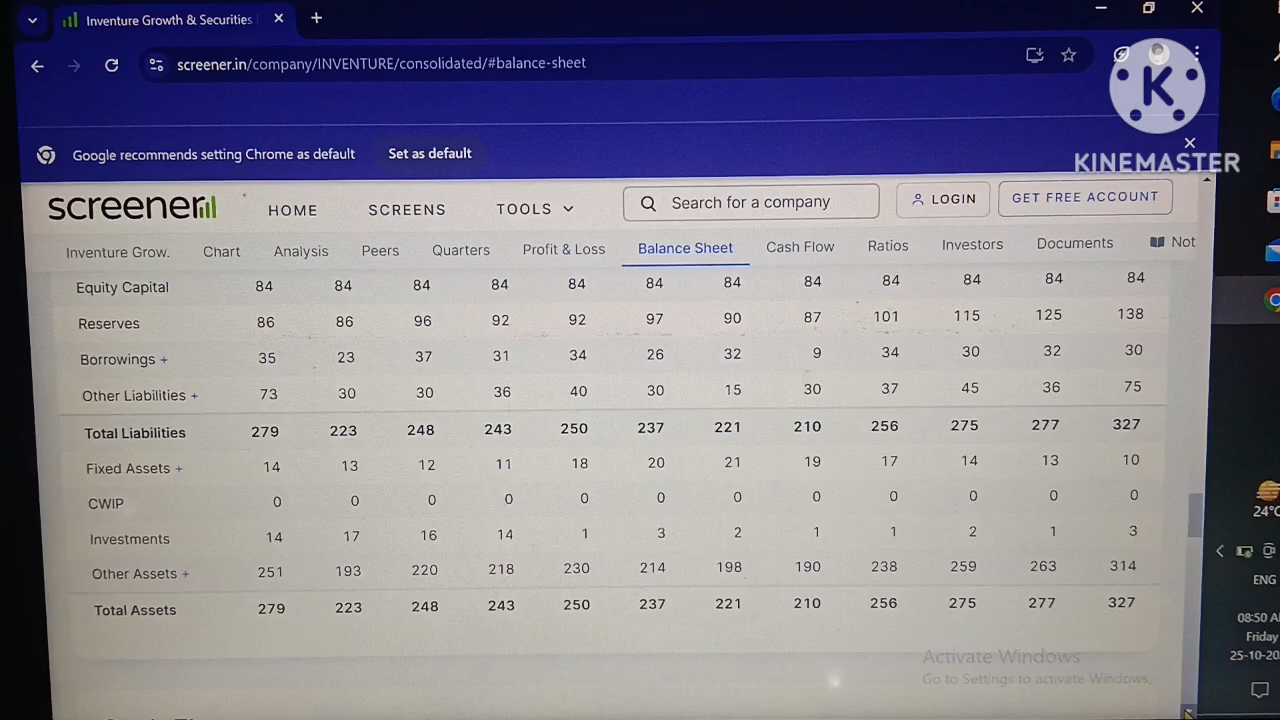 Inventure Growth & Securities
screener.in/company/INVENTURE/consolidated/#balance-sheet
K
KINEMASTER
Google recommends setting Chrome as default Set as default
screener HOME SCREENS TOOLS Search for a company LOGIN GET FREE ACCOUNT
Inventure Grow. Chart Analysis Peers Quarters Profit & Loss Balance Sheet Cash Flow Ratios Investors Documents Not
Equity Capital 84 84 84 84 84 84 84 84 84 84 84 84
Reserves 86 86 96 92 92 97 90 87 101 115 125 138
Borrowings + 35 23 37 31 34 26 32 9 34 30 32 30
Other Liabilities + 73 30 30 36 40 30 15 30 37 45 36 75
Total Liabilities 279 223 248 243 250 237 221 210 256 275 277 327
Fixed Assets + 14 13 12 11 18 20 21 19 17 14 13 10
CWIP 0 0 0 0 0 0 0 0 0 0 0 0
Investments 14 17 16 14 1 3 2 1 1 2 1 3
Other Assets + 251 193 220 218 230 214 198 190 238 259 263 314
Total Assets 279 223 248 243 250 237 221 210 256 275 277 327
24°C
ENG
08:50 A
Friday
25-10-20
Activate Windows
Go to Settings to activate Windows.